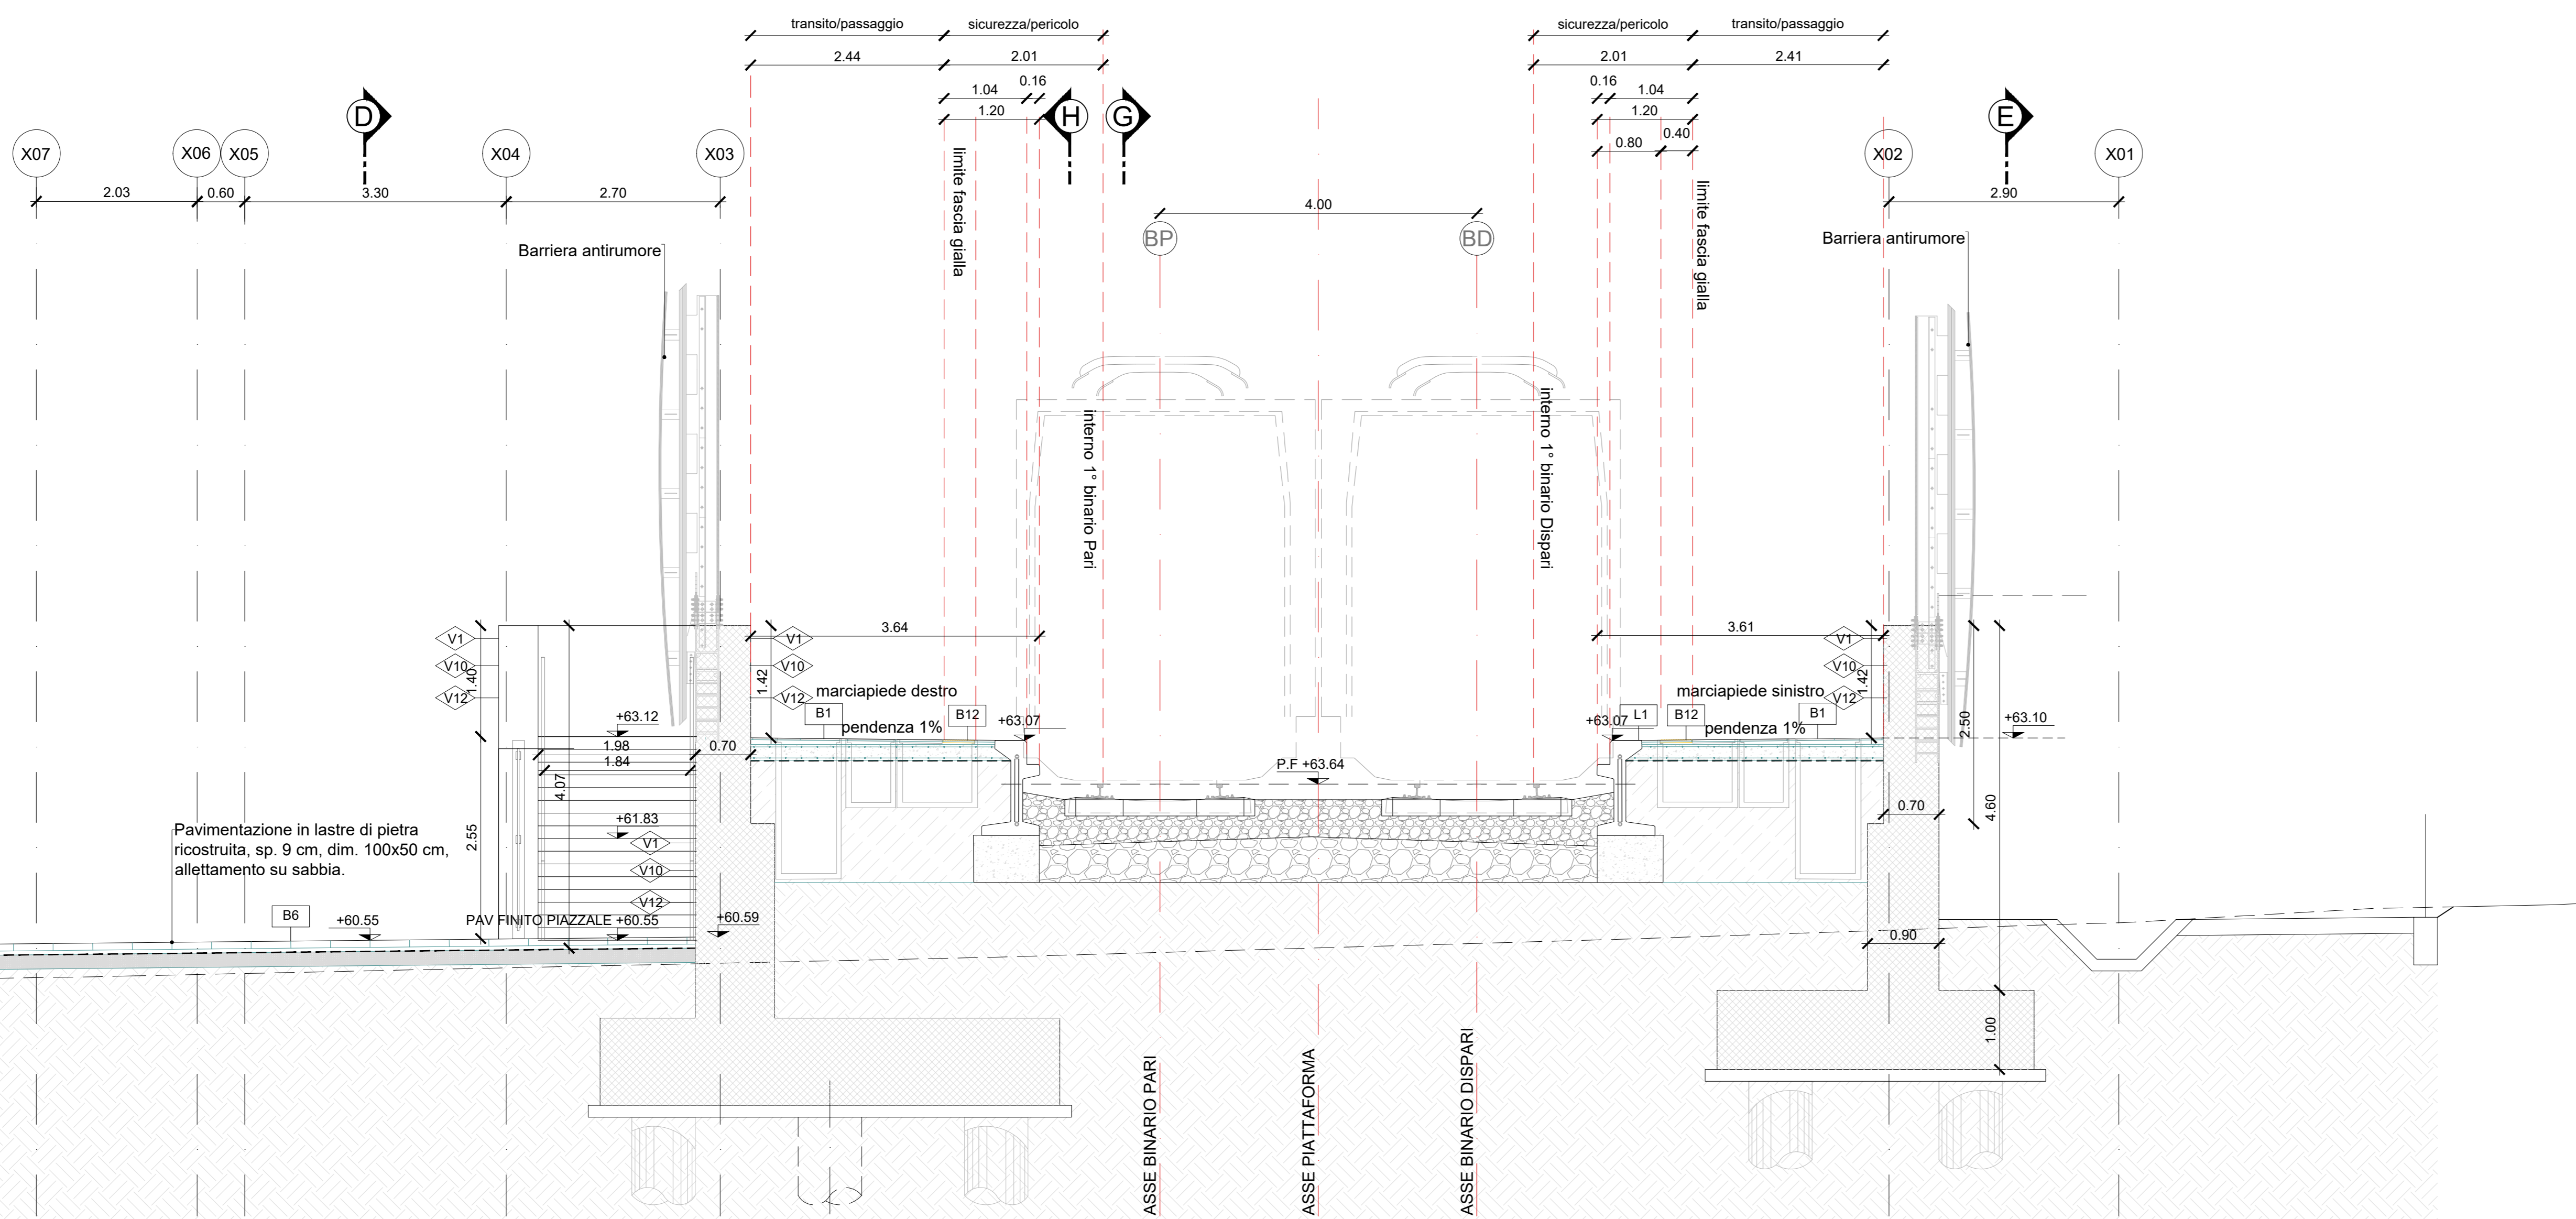 transito/passaggio
sicurezza/pericolo
sicurezza/pericolo
transito/passaggio
2.44
2.01
2.01
2.41
1.04
0.16
0.16
1.04
1.20
1.20
0.80
0.40
D
H
G
E
X07
X06
X05
X04
X03
X02
X01
2.03
0.60
3.30
2.70
4.00
2.90
limite fascia gialla
limite fascia gialla
BP
BD
Barriera antirumore
Barriera antirumore
interno 1° binario Pari
interno 1° binario Dispari
V1
V10
V12
1.40
V1
V10
V12
1.42
3.64
3.61
V1
V10
V12
1.42
marciapiede destro
marciapiede sinistro
B1
B12
L1
B12
B1
pendenza 1%
pendenza 1%
+63.12
+63.07
+63.07
+63.10
2.50
1.98
0.70
1.84
4.07
P.F +63.64
0.70
4.60
+61.83
V1
V10
V12
2.55
Pavimentazione in lastre di pietra
ricostruita, sp. 9 cm, dim. 100x50 cm,
allettamento su sabbia.
B6
+60.55
PAV FINITO PIAZZALE +60.55
+60.59
0.90
1.00
ASSE BINARIO PARI
ASSE PIATTAFORMA
ASSE BINARIO DISPARI